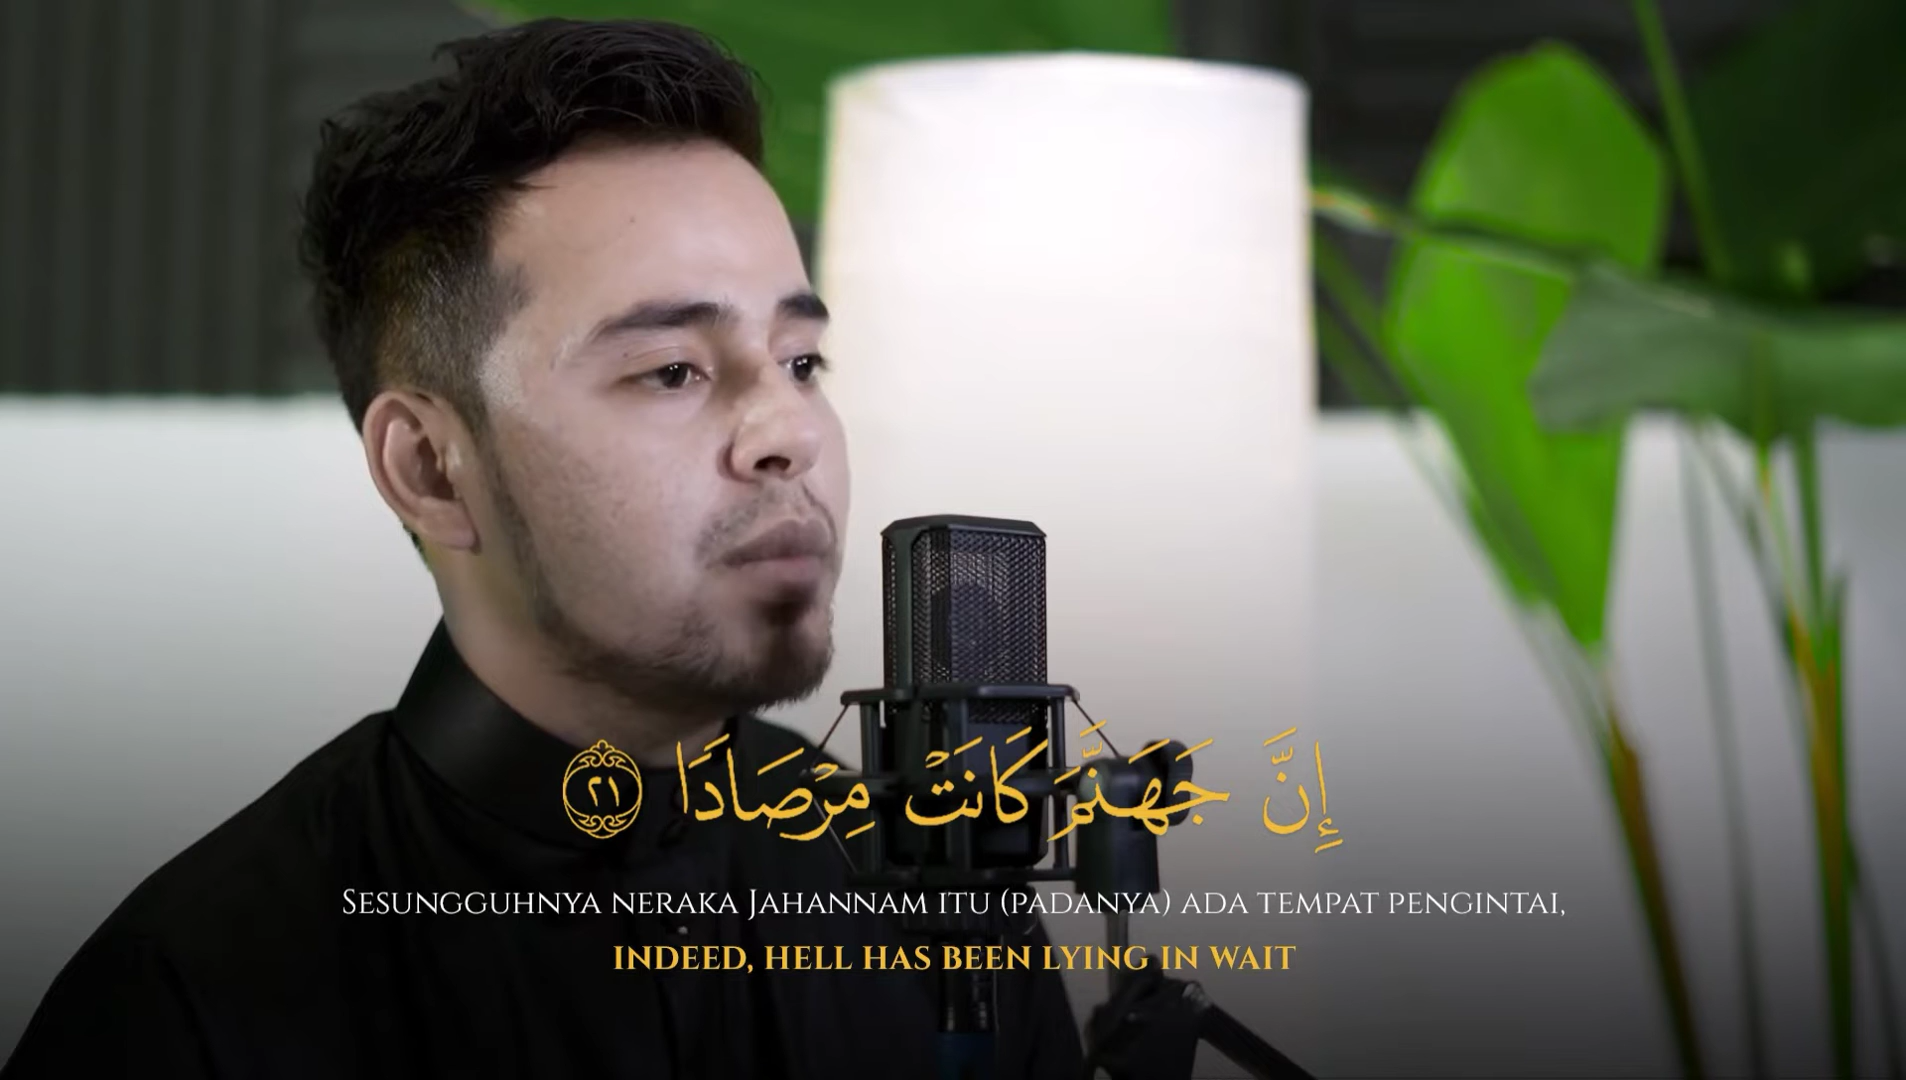 إِنَّ جَهَنَّمَ كَانَتْ مِرْصَادًا ٢١
Sesungguhnya neraka Jahannam itu (padanya) ada tempat pengintai,
INDEED, HELL HAS BEEN LYING IN WAIT